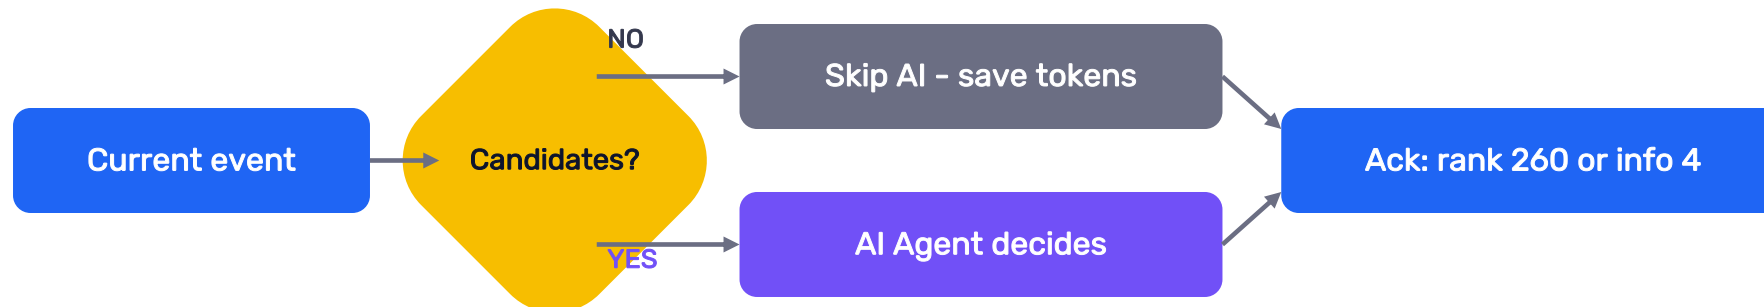 Current event
Candidates?
NO
Skip AI - save tokens
YES
AI Agent decides
Ack: rank 260 or info 4